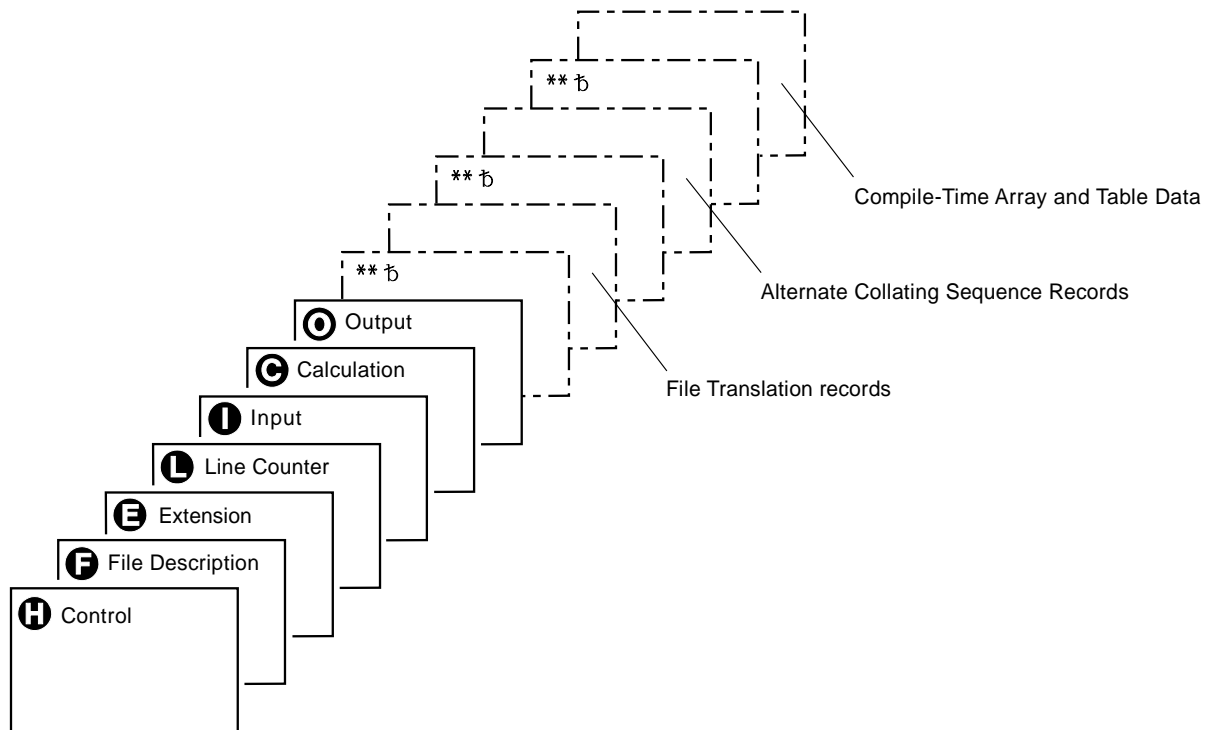 ** ƀ
Compile-Time Array and Table Data
** ƀ
Alternate Collating Sequence Records
** ƀ
File Translation records
O Output
C Calculation
I Input
L Line Counter
E Extension
F File Description
H Control